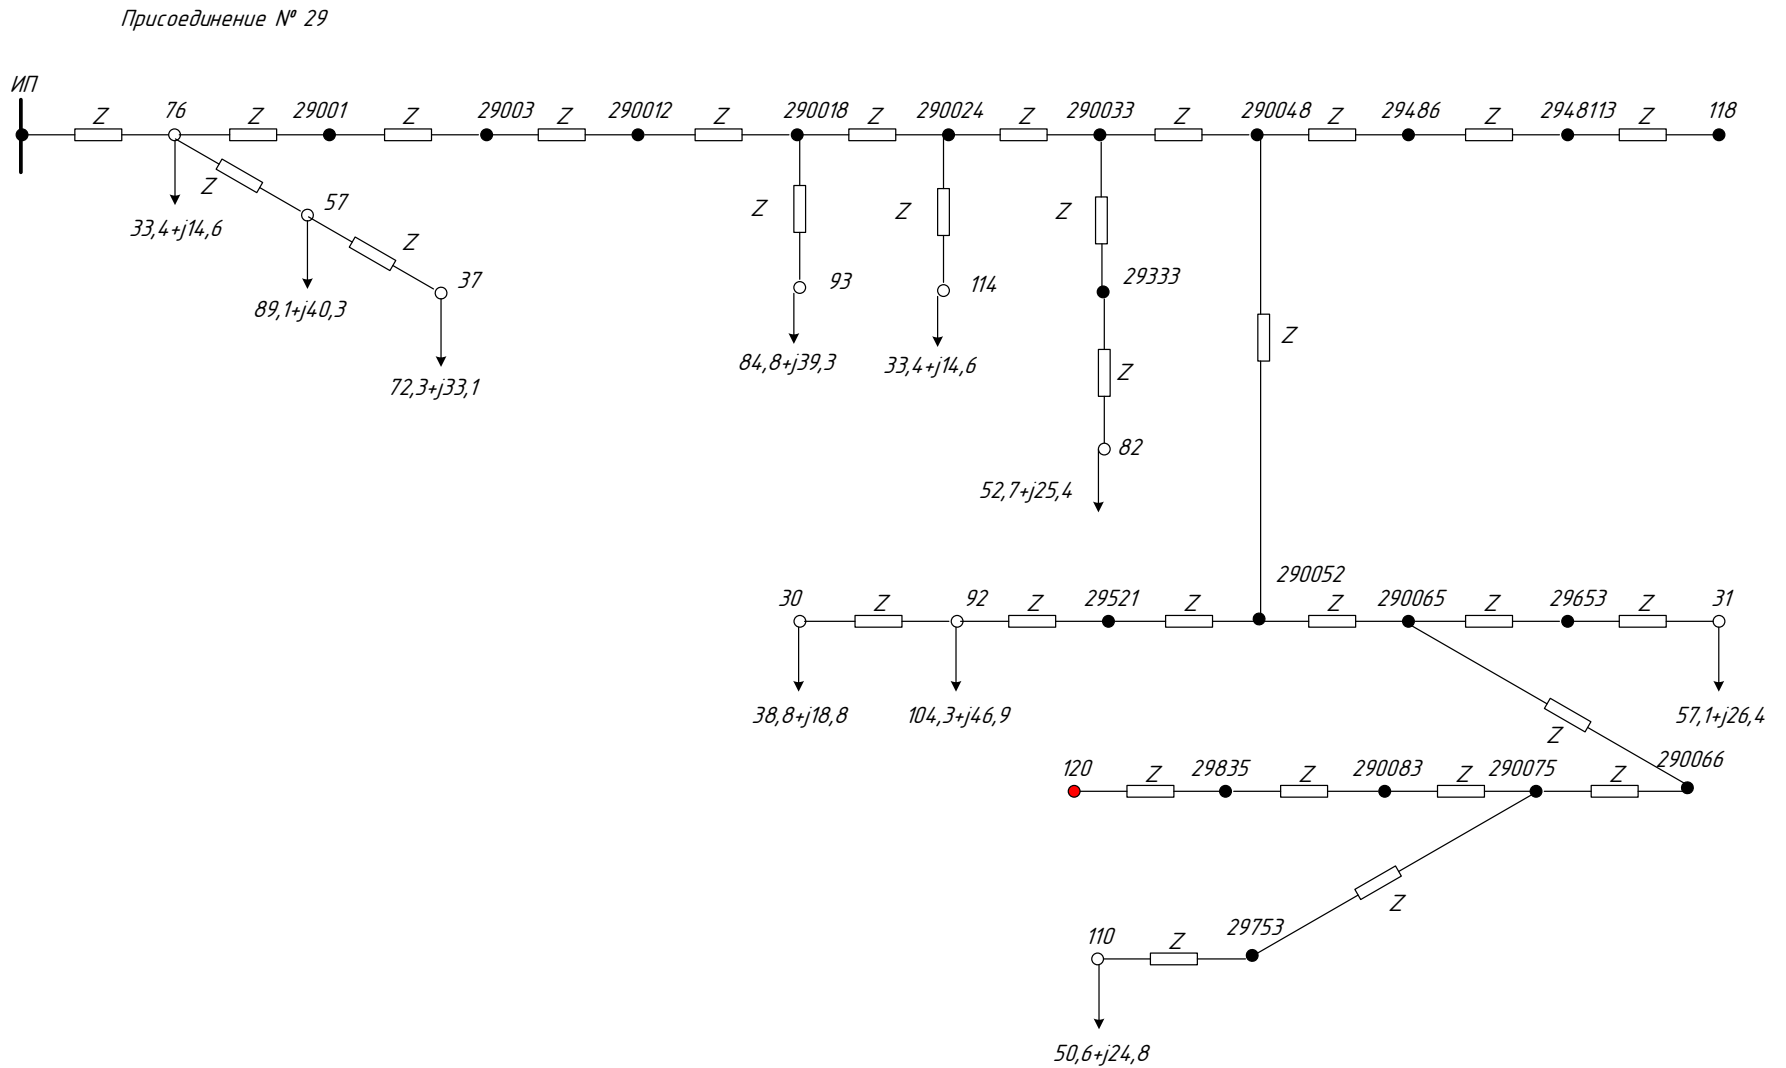 Присоединение № 29
ИП
Z 76 Z 29001 Z 29003 Z 290012 Z 290018 Z 290024 Z 290033 Z 290048 Z 29486 Z 2948113 Z 118
Z 57 Z Z Z
33,4+j14,6 Z 37 93 114 29333
89,1+j40,3 Z
84,8+j39,3 33,4+j14,6 Z
72,3+j33,1
82
52,7+j25,4
290052
30 Z 92 Z 29521 Z Z 290065 Z 29653 Z 31
38,8+j18,8 104,3+j46,9 57,1+j26,4
Z
120 Z 29835 Z 290083 Z 290075 Z 290066
Z
110 Z 29753
50,6+j24,8